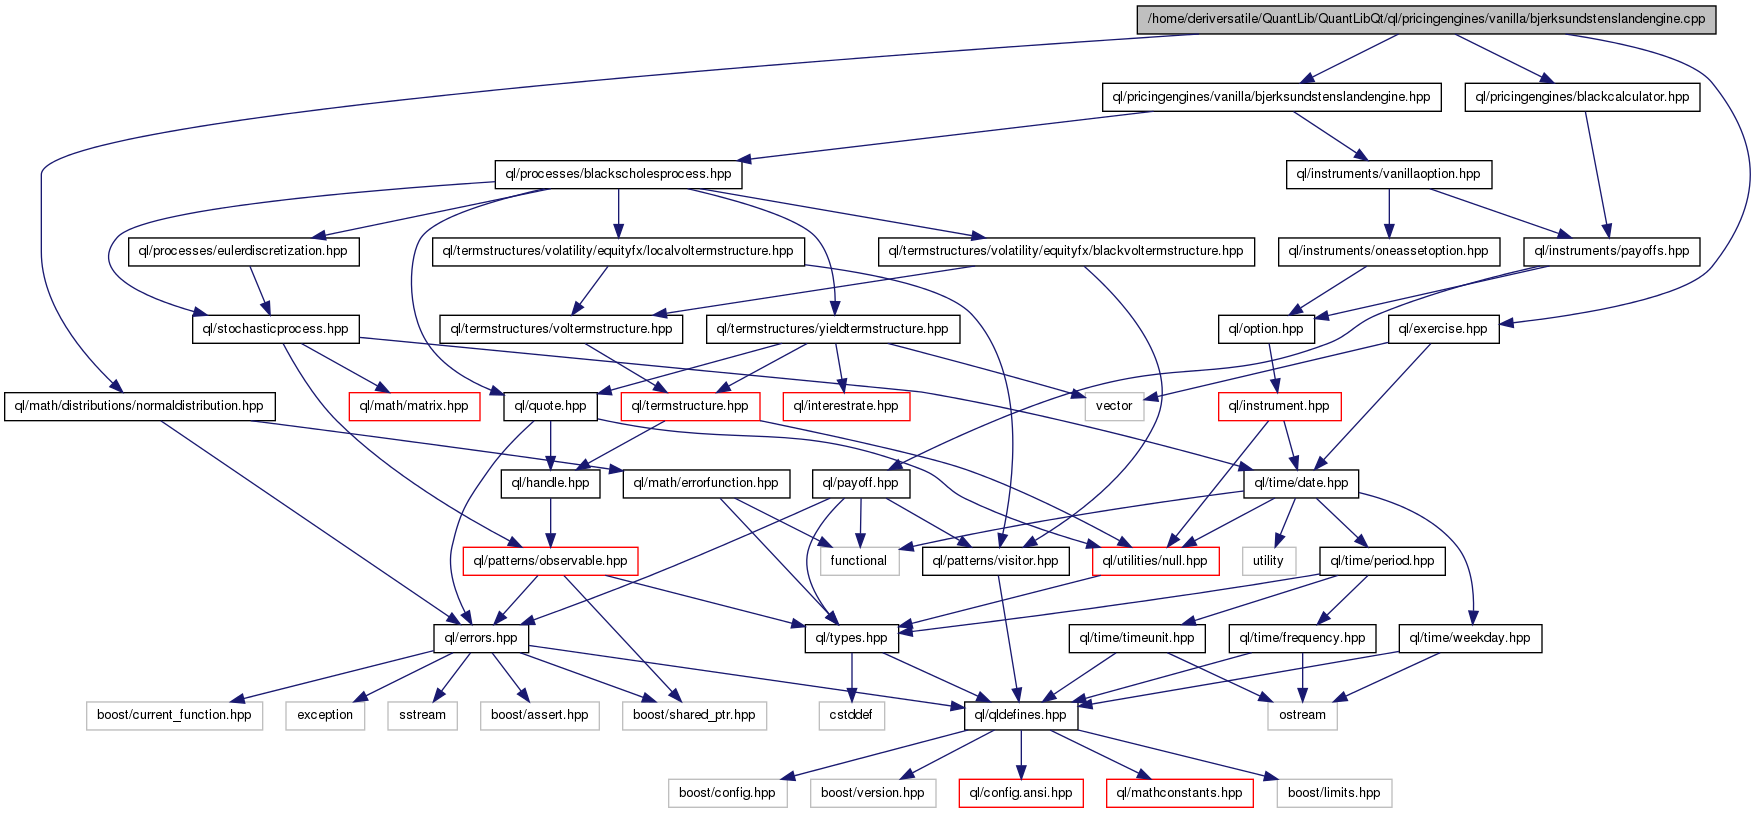 /home/deriversatile/QuantLib/QuantLibQt/ql/pricingengines/vanilla/bjerksundstenslandengine.cpp
ql/pricingengines/vanilla/bjerksundstenslandengine.hpp
ql/pricingengines/blackcalculator.hpp
ql/processes/blackscholesprocess.hpp
ql/instruments/vanillaoption.hpp
ql/processes/eulerdiscretization.hpp
ql/termstructures/volatility/equityfx/localvoltermstructure.hpp
ql/termstructures/volatility/equityfx/blackvoltermstructure.hpp
ql/instruments/oneassetoption.hpp
ql/instruments/payoffs.hpp
ql/stochasticprocess.hpp
ql/termstructures/voltermstructure.hpp
ql/termstructures/yieldtermstructure.hpp
ql/option.hpp
ql/exercise.hpp
ql/math/distributions/normaldistribution.hpp
ql/math/matrix.hpp
ql/quote.hpp
ql/termstructure.hpp
ql/interestrate.hpp
vector
ql/instrument.hpp
ql/handle.hpp
ql/math/errorfunction.hpp
ql/payoff.hpp
ql/time/date.hpp
ql/patterns/observable.hpp
functional
ql/patterns/visitor.hpp
ql/utilities/null.hpp
utility
ql/time/period.hpp
ql/errors.hpp
ql/types.hpp
ql/time/timeunit.hpp
ql/time/frequency.hpp
ql/time/weekday.hpp
boost/current_function.hpp
exception
sstream
boost/assert.hpp
boost/shared_ptr.hpp
cstddef
ql/qldefines.hpp
ostream
boost/config.hpp
boost/version.hpp
ql/config.ansi.hpp
ql/mathconstants.hpp
boost/limits.hpp